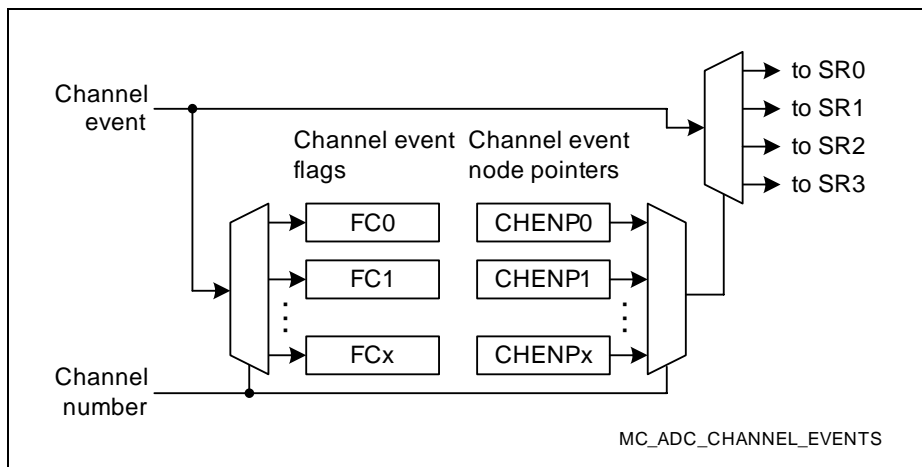 Channel
event
to SR0
to SR1
to SR2
to SR3
Channel event
flags
Channel event
node pointers
FC0
CHENP0
FC1
CHENP1
FCx
CHENPx
Channel
number
MC_ADC_CHANNEL_EVENTS